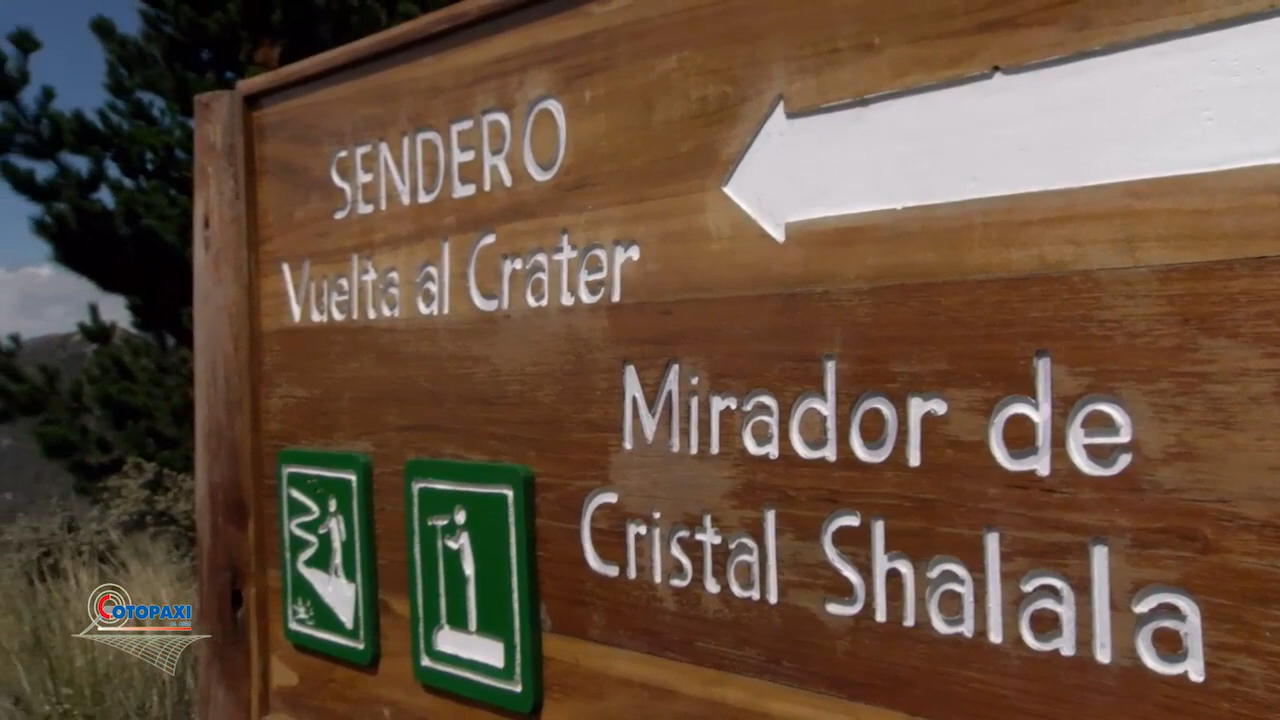 SENDERO
Vuelta al Crater
Mirador de
Cristal Shalala
COTOPAXI